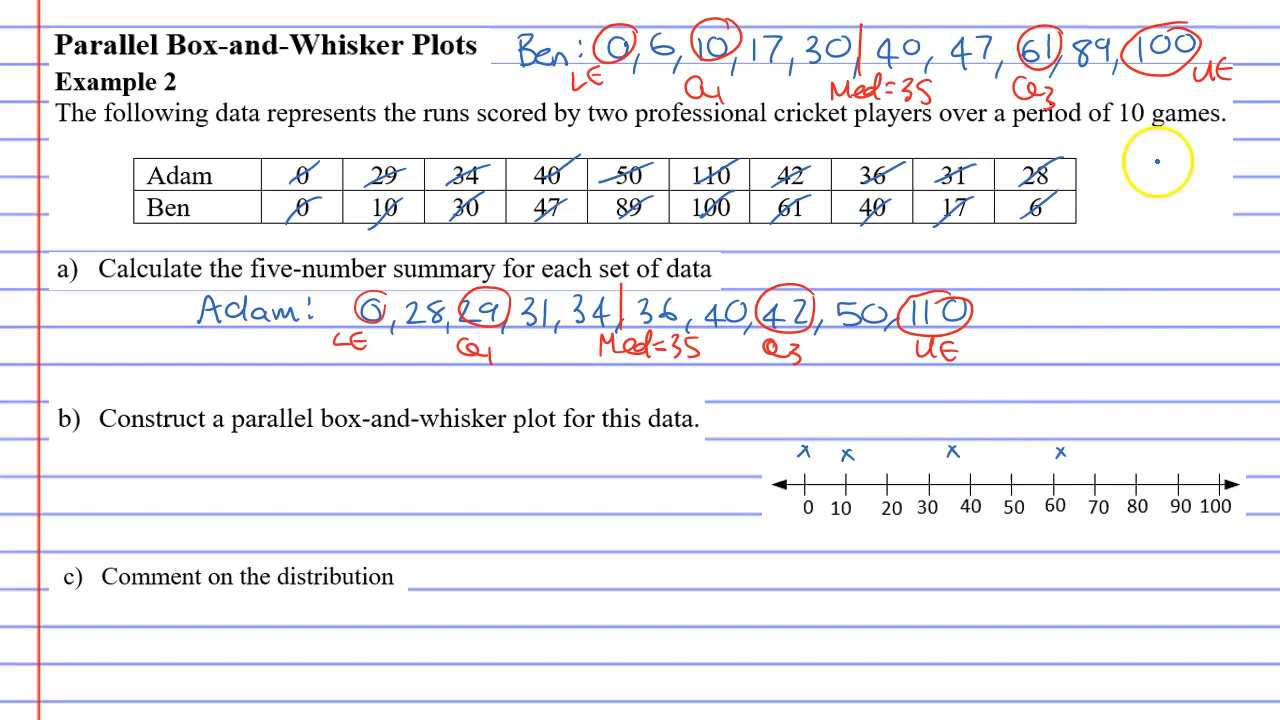 Parallel Box-and-Whisker Plots
Ben: 0, 6, 10, 17, 30, 40, 47, 61, 89, 100
LE Q1 Med=35 Q3 UE
Example 2
The following data represents the runs scored by two professional cricket players over a period of 10 games.
Adam 0 29 34 40 50 110 42 36 31 28
Ben 0 10 30 47 89 100 61 40 17 6
a) Calculate the five-number summary for each set of data
Adam: 0, 28, 29, 31, 34, 36, 40, 42, 50, 110
LE Q1 Med=35 Q3 UE
b) Construct a parallel box-and-whisker plot for this data.
x x x x
0 10 20 30 40 50 60 70 80 90 100
c) Comment on the distribution